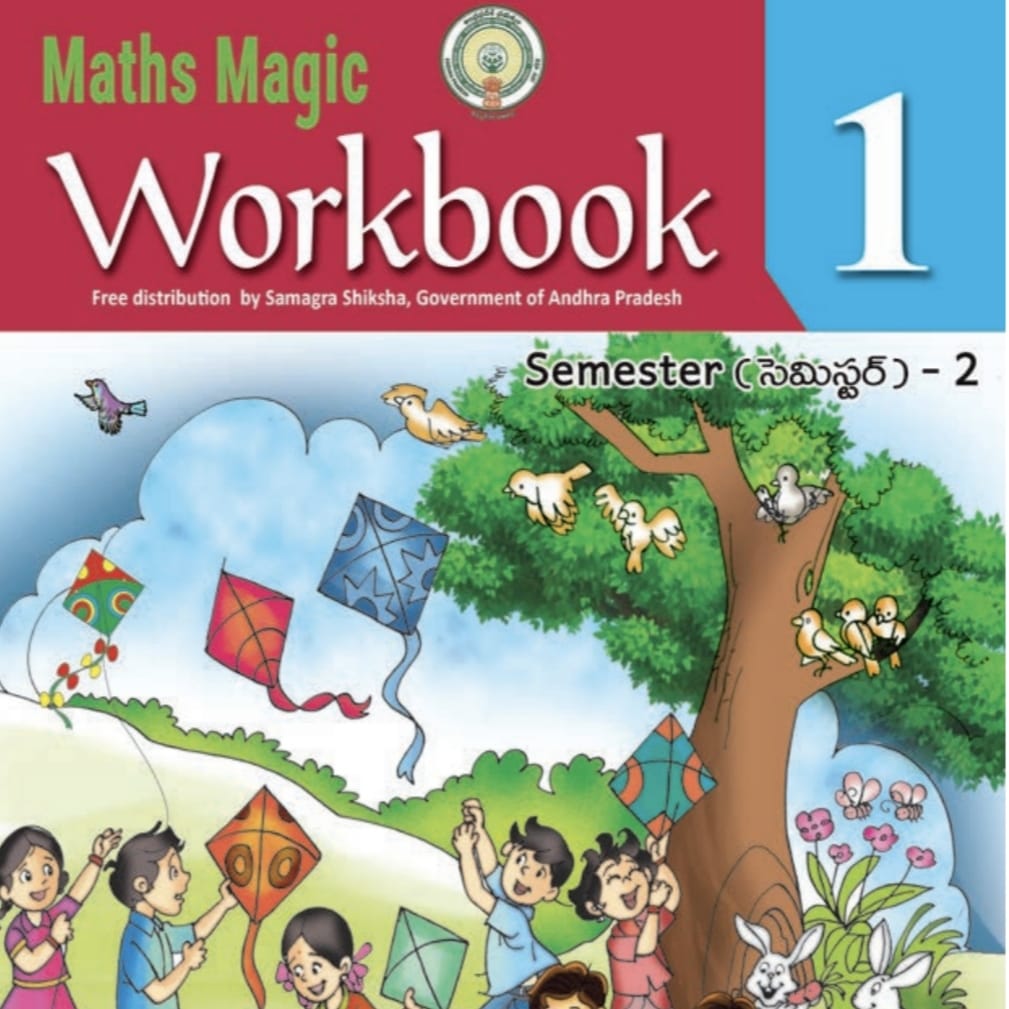 Maths Magic
Workbook
1
Free distribution by Samagra Shiksha, Government of Andhra Pradesh
Semester (సెమిస్టర్) - 2